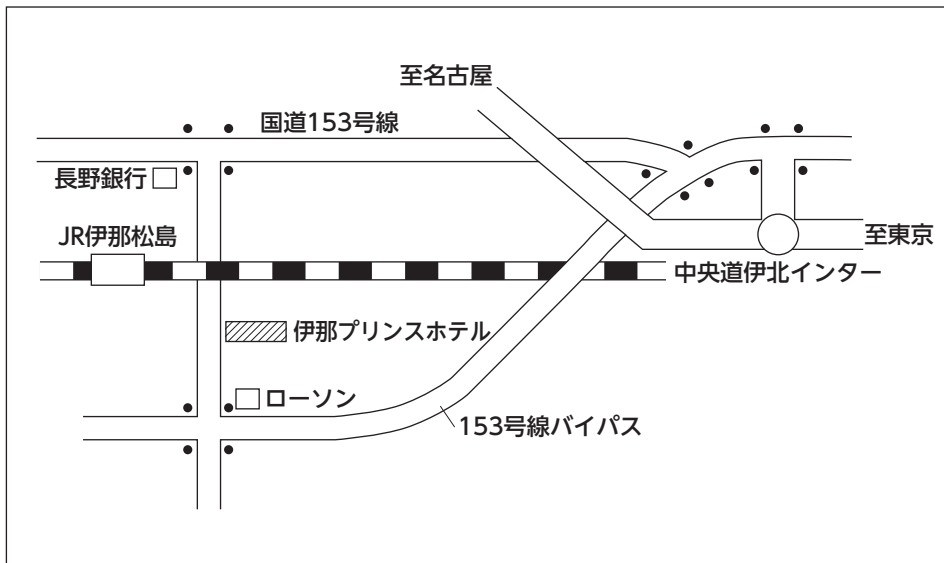 至名古屋
国道153号線
長野銀行
JR伊那松島
至東京
中央道伊北インター
伊那プリンスホテル
ローソン
153号線バイパス